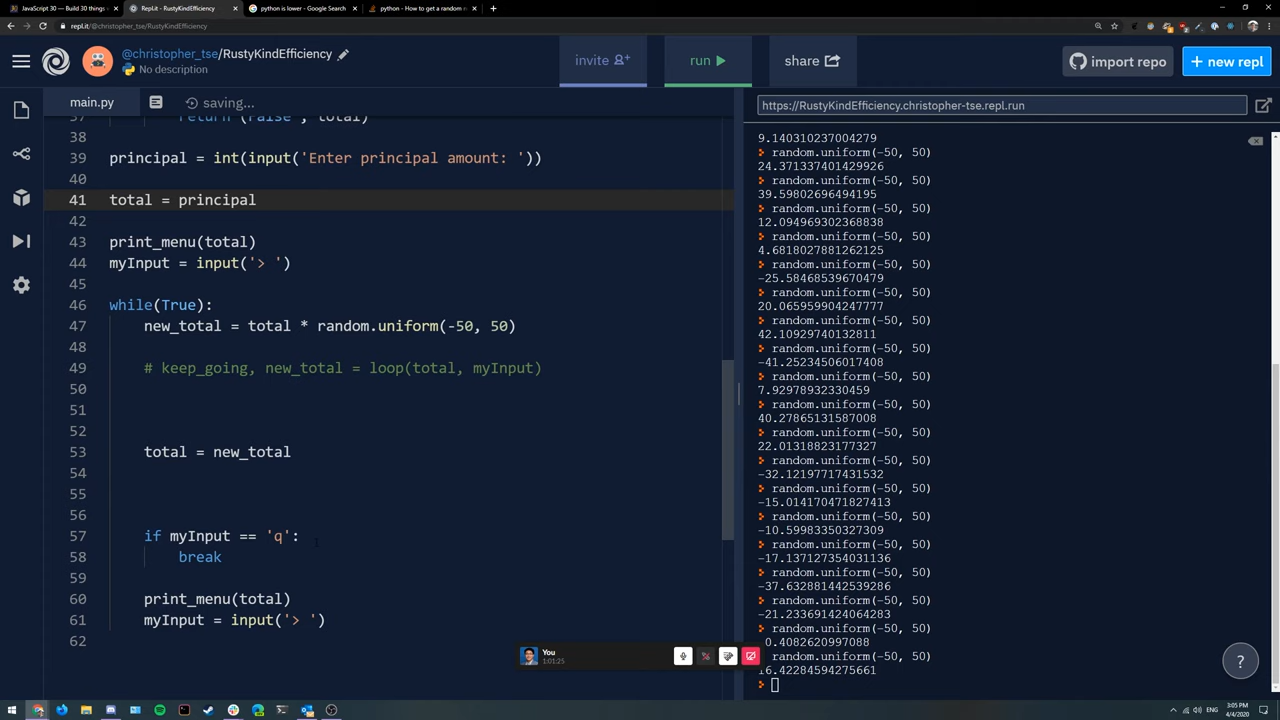 JavaScript 30 — Build 30 things
Repl.it - RustyKindEfficiency
python is lower - Google Search
python - How to get a random n
https://repl.it/@christopher_tse/RustyKindEfficiency
@christopher_tse/RustyKindEfficiency
No description
invite
run
share
import repo
+ new repl
main.py
saving...
https://RustyKindEfficiency.christopher-tse.repl.run
37 return (False , total)
38
39 principal = int(input('Enter principal amount: '))
40
41 total = principal
42
43 print_menu(total)
44 myInput = input('> ')
45
46 while(True):
47 new_total = total * random.uniform(-50, 50)
48
49 # keep_going, new_total = loop(total, myInput)
50
51
52
53 total = new_total
54
55
56
57 if myInput == 'q':
58 break
59
60 print_menu(total)
61 myInput = input('> ')
62
9.140310237004279
random.uniform(-50, 50)
24.371337401429926
random.uniform(-50, 50)
39.59802696494195
random.uniform(-50, 50)
12.094969302368838
random.uniform(-50, 50)
4.6818027881262125
random.uniform(-50, 50)
-25.58468539670479
random.uniform(-50, 50)
20.065959904247777
random.uniform(-50, 50)
42.10929740132811
random.uniform(-50, 50)
-41.25234506017408
random.uniform(-50, 50)
7.92978932330459
random.uniform(-50, 50)
40.27865131587008
random.uniform(-50, 50)
22.01318823177327
random.uniform(-50, 50)
-32.12197717431532
random.uniform(-50, 50)
-15.014170471827413
random.uniform(-50, 50)
-10.59983350327309
random.uniform(-50, 50)
-17.137127354031136
random.uniform(-50, 50)
-37.632881442539286
random.uniform(-50, 50)
-21.233691424064283
random.uniform(-50, 50)
0.4082620997088
random.uniform(-50, 50)
16.42284594275661
You
1:01:25
?
ENG
3:05 PM
4/4/2020